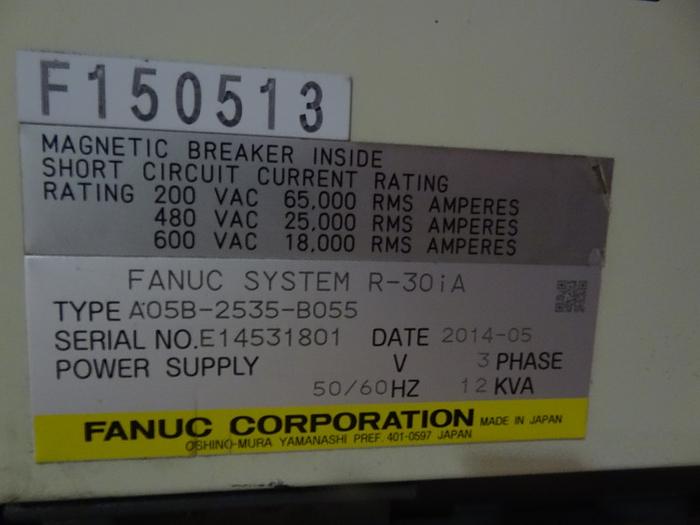 F150513
MAGNETIC BREAKER INSIDE
SHORT CIRCUIT CURRENT RATING
RATING 200 VAC 65,000 RMS AMPERES
480 VAC 25,000 RMS AMPERES
600 VAC 18,000 RMS AMPERES
FANUC SYSTEM R-30iA
TYPE A05B-2535-B055
SERIAL NO.E14531801 DATE 2014-05
POWER SUPPLY V 3 PHASE
50/60HZ 12 KVA
FANUC CORPORATION MADE IN JAPAN
OSHINO-MURA YAMANASHI PREF. 401-0597 JAPAN